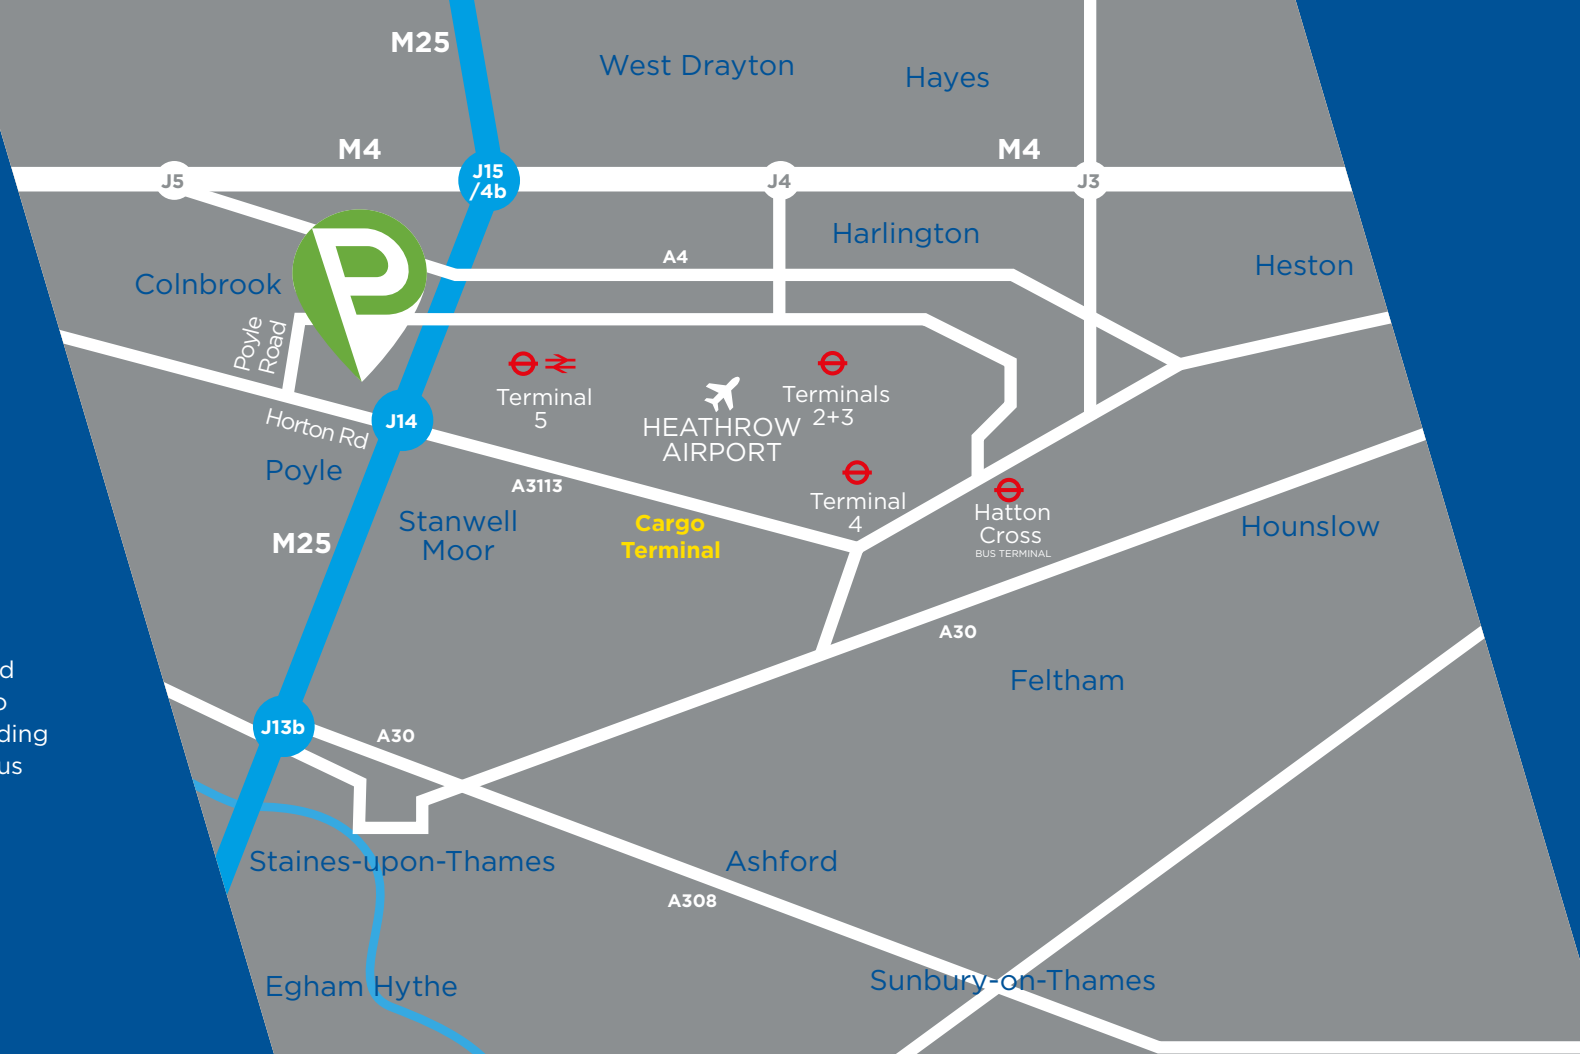 M25
West Drayton
Hayes
M4
M4
J5
J15
/4b
J4
J3
Harlington
A4
Heston
Colnbrook
P
Poyle
Road
Terminal
5
Terminals
2+3
HEATHROW
AIRPORT
J14
Horton Rd
Poyle
A3113
Terminal
4
Hatton
Cross
BUS TERMINAL
Stanwell
Moor
Cargo
Terminal
Hounslow
M25
A30
Feltham
d
ding
us
J13b
A30
Staines-upon-Thames
Ashford
A308
Egham Hythe
Sunbury-on-Thames